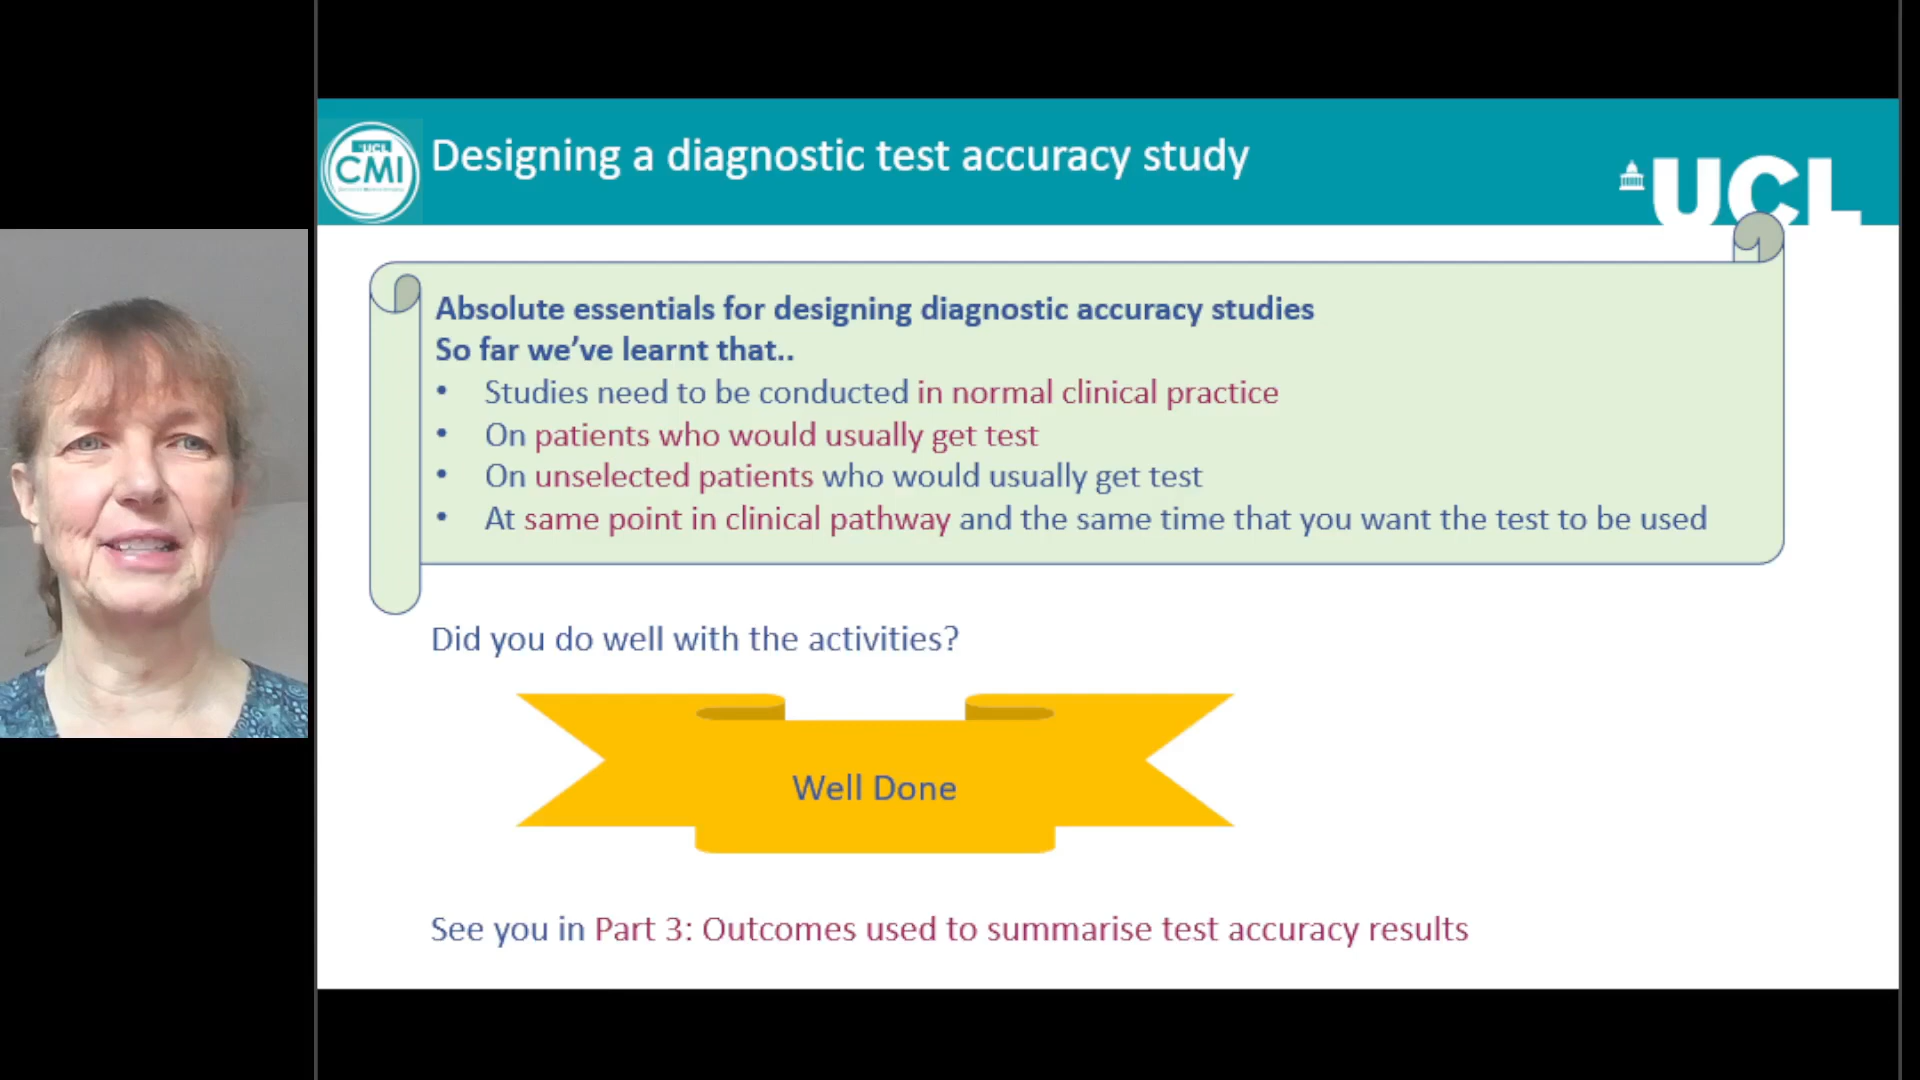 UCL
CMI
Designing a diagnostic test accuracy study
UCL
Absolute essentials for designing diagnostic accuracy studies
So far we've learnt that..
• Studies need to be conducted in normal clinical practice
• On patients who would usually get test
• On unselected patients who would usually get test
• At same point in clinical pathway and the same time that you want the test to be used
Did you do well with the activities?
Well Done
See you in Part 3: Outcomes used to summarise test accuracy results